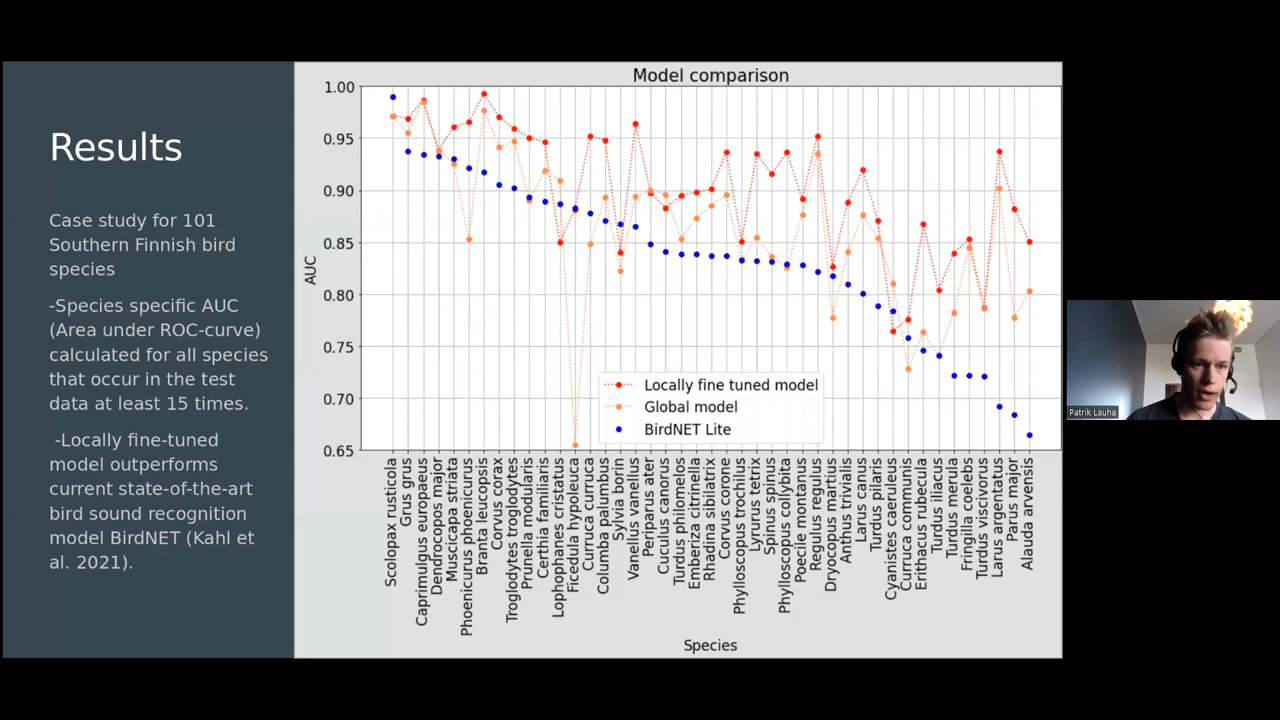 Results
Case study for 101
Southern Finnish bird
species
-Species specific AUC
(Area under ROC-curve)
calculated for all species
that occur in the test
data at least 15 times.
-Locally fine-tuned
model outperforms
current state-of-the-art
bird sound recognition
model BirdNET (Kahl et
al. 2021).
Model comparison
AUC
1.00
0.95
0.90
0.85
0.80
0.75
0.70
0.65
Locally fine tuned model
Global model
BirdNET Lite
Scolopax rusticola
Grus grus
Caprimulgus europaeus
Dendrocopos major
Muscicapa striata
Phoenicurus phoenicurus
Branta leucopsis
Corvus corax
Troglodytes troglodytes
Prunella modularis
Certhia familiaris
Lophophanes cristatus
Ficedula hypoleuca
Curruca curruca
Columba palumbus
Sylvia borin
Vanellus vanellus
Periparus ater
Cuculus canorus
Turdus philomelos
Emberiza citrinella
Rhadina sibilatrix
Corvus corone
Phylloscopus trochilus
Lyrurus tetrix
Spinus spinus
Phylloscopus collybita
Poecile montanus
Regulus regulus
Dryocopus martius
Anthus trivialis
Larus canus
Turdus pilaris
Cyanistes caeruleus
Curruca communis
Erithacus rubecula
Turdus iliacus
Turdus merula
Fringilla coelebs
Turdus viscivorus
Larus argentatus
Parus major
Alauda arvensis
Species
Patrik Lauha